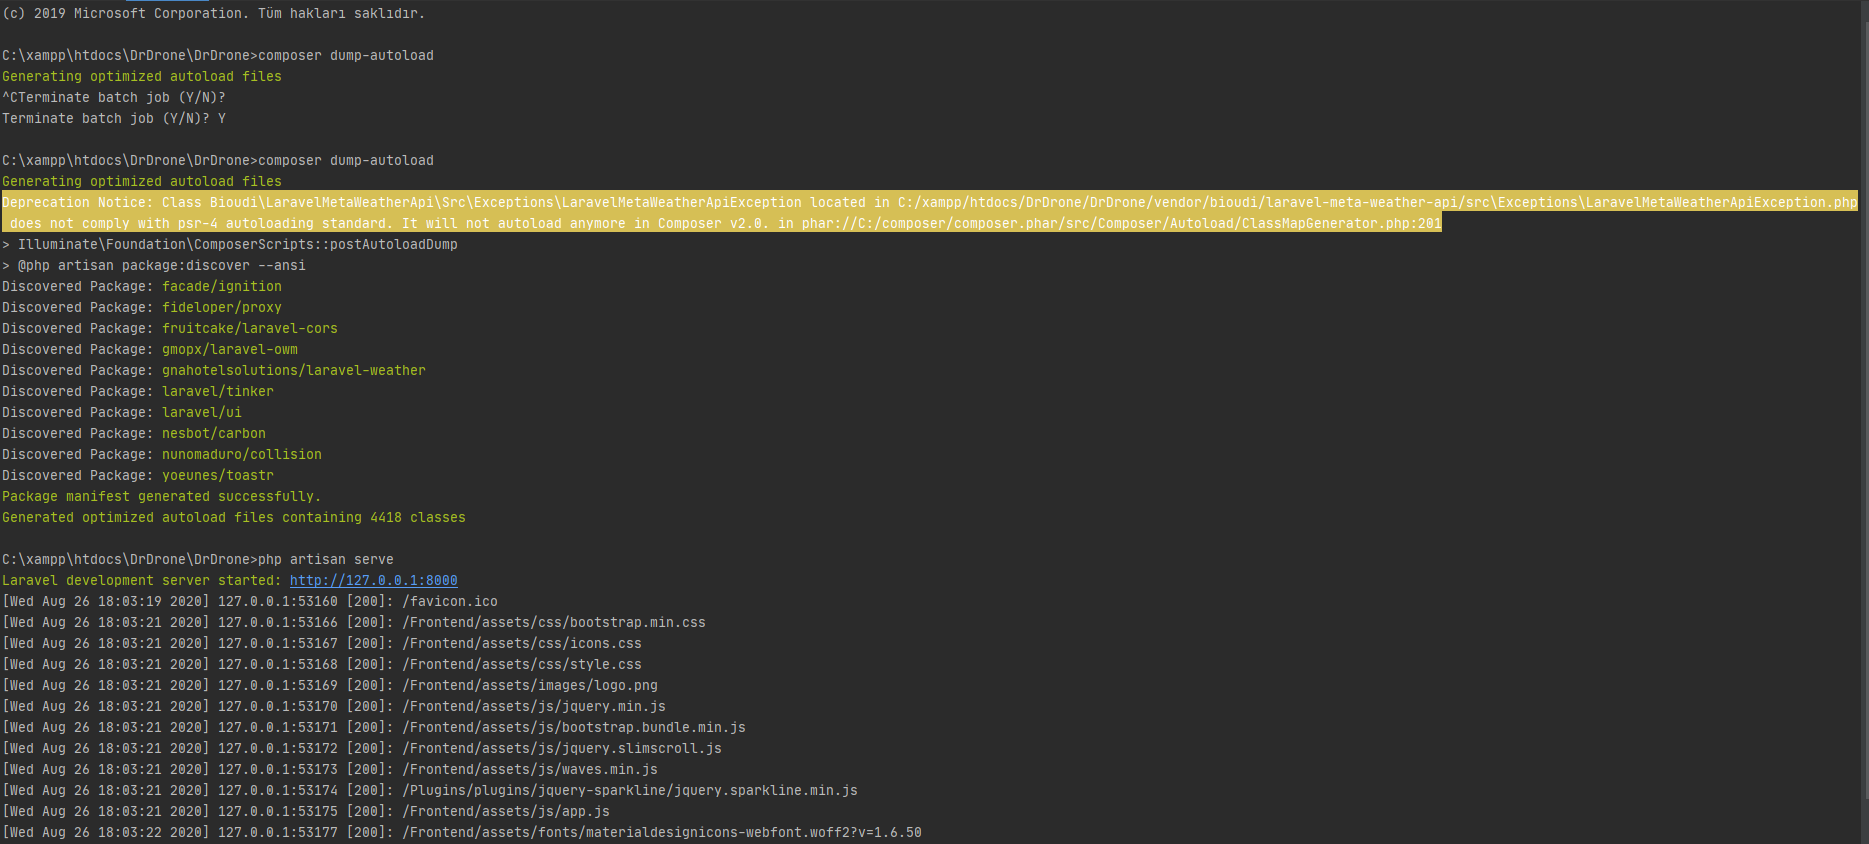 (c) 2019 Microsoft Corporation. Tüm hakları saklıdır.
C:\xampp\htdocs\DrDrone\DrDrone>composer dump-autoload
Generating optimized autoload files
^CTerminate batch job (Y/N)?
Terminate batch job (Y/N)? Y
C:\xampp\htdocs\DrDrone\DrDrone>composer dump-autoload
Generating optimized autoload files
Deprecation Notice: Class Bioudi\LaravelMetaWeatherApi\Src\Exceptions\LaravelMetaWeatherApiException located in C:/xampp/htdocs/DrDrone/DrDrone/vendor/bioudi/laravel-meta-weather-api/src\Exceptions\LaravelMetaWeatherApiException.php
 does not comply with psr-4 autoloading standard. It will not autoload anymore in Composer v2.0. in phar://C:/composer/composer.phar/src/Composer/Autoload/ClassMapGenerator.php:201
> Illuminate\Foundation\ComposerScripts::postAutoloadDump
> @php artisan package:discover --ansi
Discovered Package: facade/ignition
Discovered Package: fideloper/proxy
Discovered Package: fruitcake/laravel-cors
Discovered Package: gmopx/laravel-owm
Discovered Package: gnahotelsolutions/laravel-weather
Discovered Package: laravel/tinker
Discovered Package: laravel/ui
Discovered Package: nesbot/carbon
Discovered Package: nunomaduro/collision
Discovered Package: yoeunes/toastr
Package manifest generated successfully.
Generated optimized autoload files containing 4418 classes
C:\xampp\htdocs\DrDrone\DrDrone>php artisan serve
Laravel development server started: http://127.0.0.1:8000
[Wed Aug 26 18:03:19 2020] 127.0.0.1:53160 [200]: /favicon.ico
[Wed Aug 26 18:03:21 2020] 127.0.0.1:53166 [200]: /Frontend/assets/css/bootstrap.min.css
[Wed Aug 26 18:03:21 2020] 127.0.0.1:53167 [200]: /Frontend/assets/css/icons.css
[Wed Aug 26 18:03:21 2020] 127.0.0.1:53168 [200]: /Frontend/assets/css/style.css
[Wed Aug 26 18:03:21 2020] 127.0.0.1:53169 [200]: /Frontend/assets/images/logo.png
[Wed Aug 26 18:03:21 2020] 127.0.0.1:53170 [200]: /Frontend/assets/js/jquery.min.js
[Wed Aug 26 18:03:21 2020] 127.0.0.1:53171 [200]: /Frontend/assets/js/bootstrap.bundle.min.js
[Wed Aug 26 18:03:21 2020] 127.0.0.1:53172 [200]: /Frontend/assets/js/jquery.slimscroll.js
[Wed Aug 26 18:03:21 2020] 127.0.0.1:53173 [200]: /Frontend/assets/js/waves.min.js
[Wed Aug 26 18:03:21 2020] 127.0.0.1:53174 [200]: /Plugins/plugins/jquery-sparkline/jquery.sparkline.min.js
[Wed Aug 26 18:03:21 2020] 127.0.0.1:53175 [200]: /Frontend/assets/js/app.js
[Wed Aug 26 18:03:22 2020] 127.0.0.1:53177 [200]: /Frontend/assets/fonts/materialdesignicons-webfont.woff2?v=1.6.50